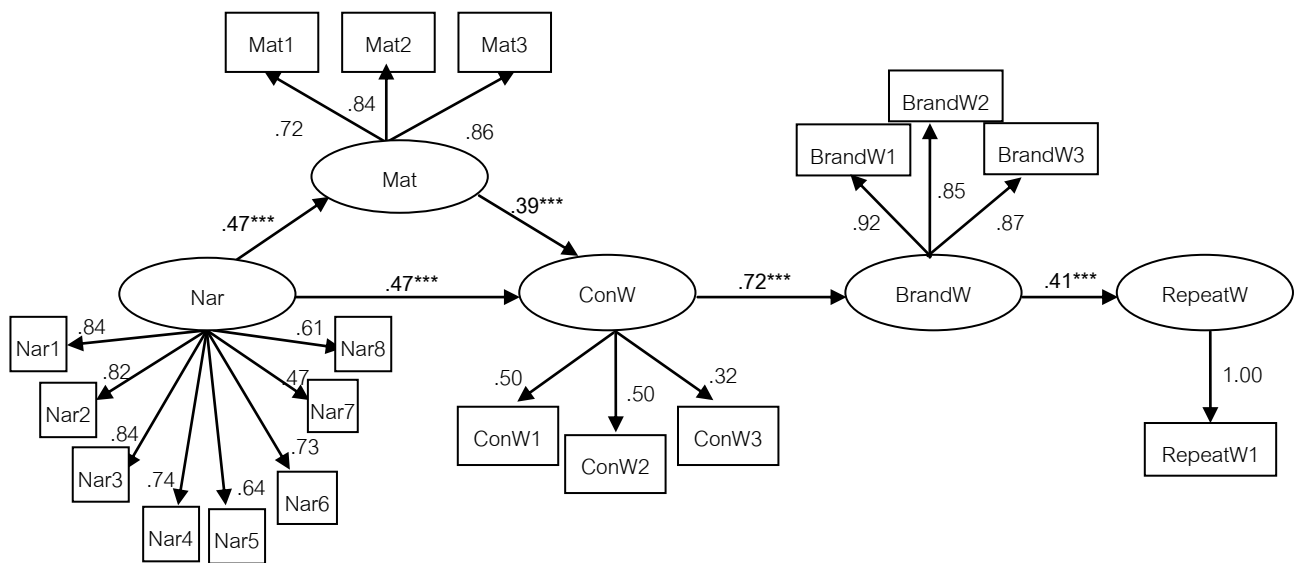 Mat1 Mat2 Mat3
.72 .84 .86
BrandW2
BrandW1 BrandW3
.92 .85 .87
Mat
.47*** .39***
Nar .47*** ConW .72*** BrandW .41*** RepeatW
Nar1 .84 .61 Nar8
Nar2 .82 .47 Nar7
Nar3 .84 .73 Nar6
Nar4 .74 .64 Nar5
.50 .50 .32
ConW1 ConW2 ConW3
1.00
RepeatW1